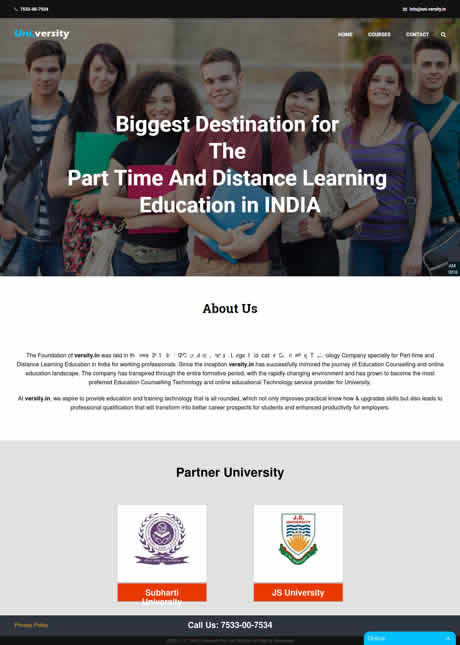 7533-00-7534
info@uni-versity.in
Uni.versity
HOME COURSES CONTACT
Biggest Destination for
The
Part Time And Distance Learning
Education in INDIA
About Us
The Foundation of versity.in was laid in Company specialty for Part-time and
Distance Learning Education in India for working professionals. Since the inception versity.in has successfully mirrored the journey of Education Counselling and online
education landscape. The company has transpired through the entire formative period, with the rapidly changing environment and has grown to become the most
preferred Education Counselling Technology and online educational Technology service provider for University.
At versity.in, we aspire to provide education and training technology that is all rounded, which not only improves practical know how & upgrades skills but also leads to
professional qualification that will transform into better career prospects for students and enhanced productivity for employers.
Partner University
J.S.
UNIVERSITY
Subharti
University
JS University
Privacy Policy
Call Us: 7533-00-7534
Online